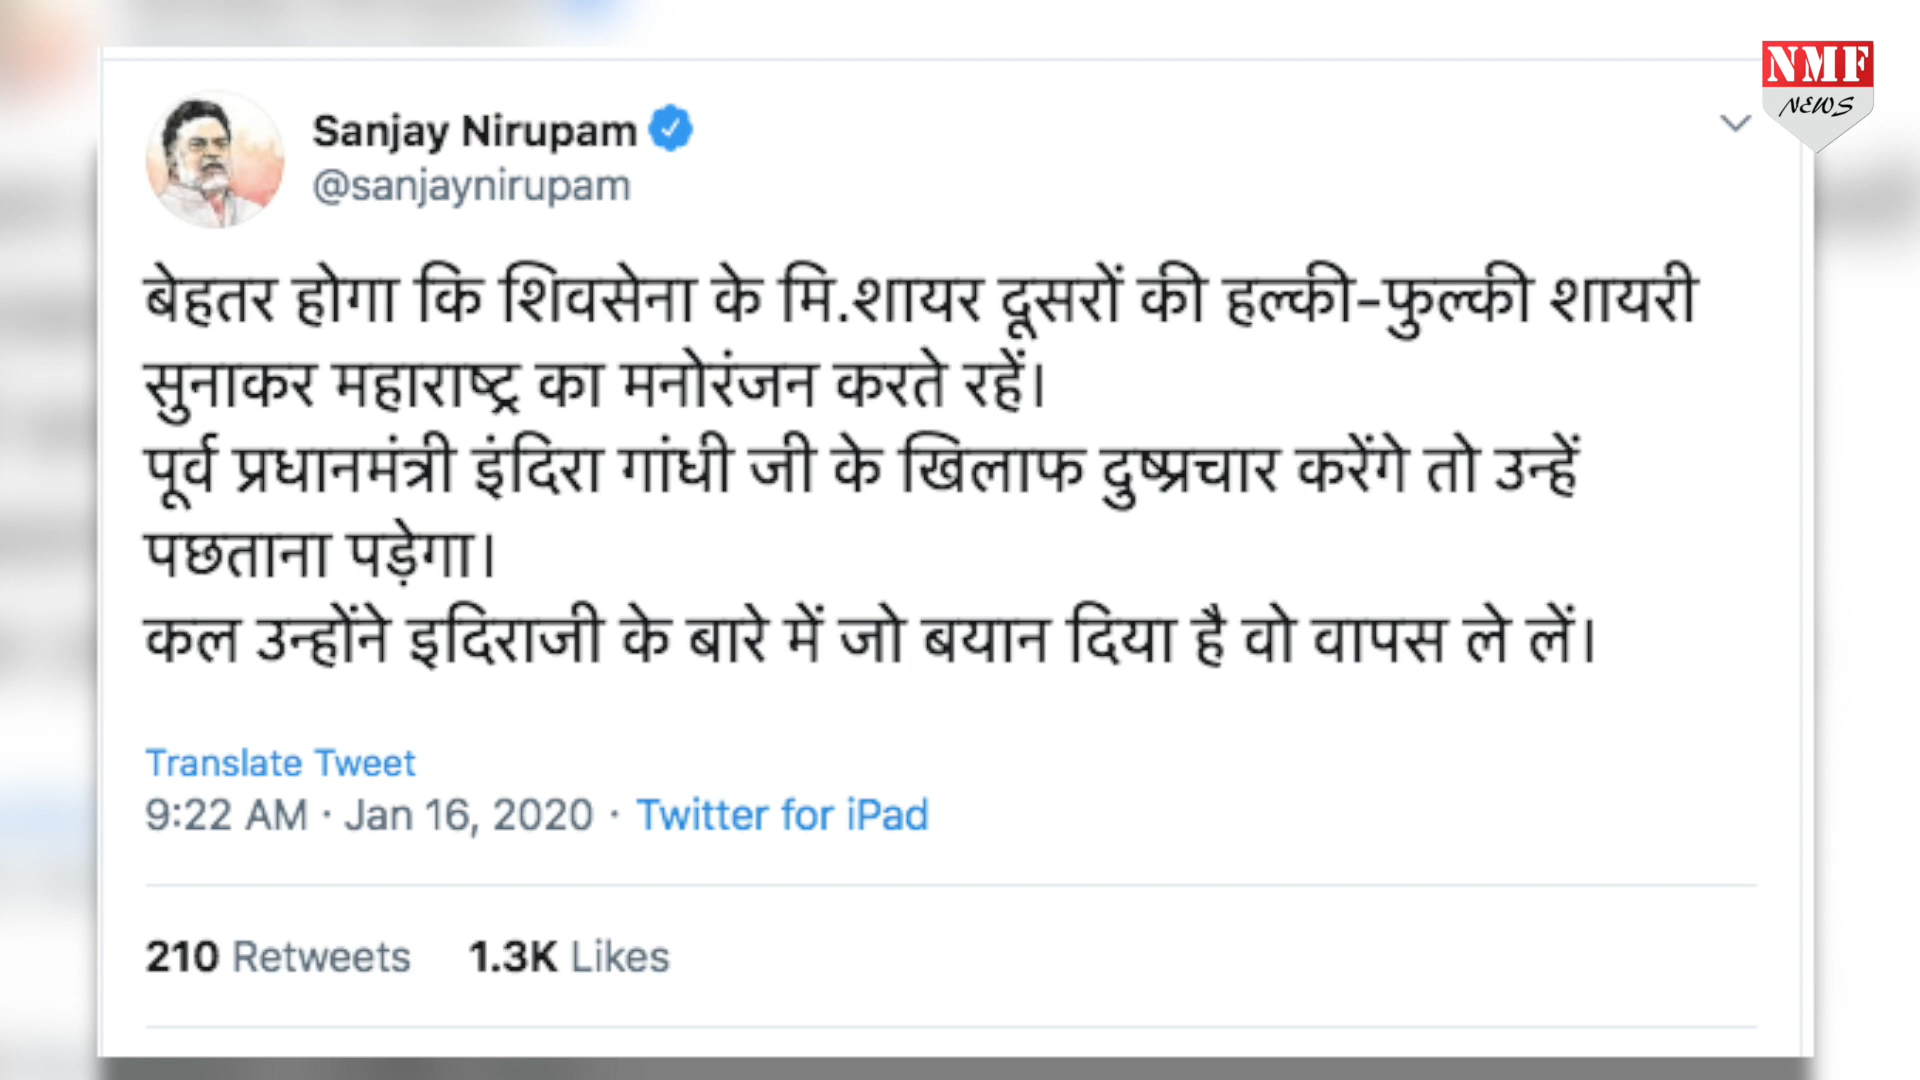 NMF
NEWS
Sanjay Nirupam
@sanjaynirupam
बेहतर होगा कि शिवसेना के मि.शायर दूसरों की हल्की-फुल्की शायरी
सुनाकर महाराष्ट्र का मनोरंजन करते रहें।
पूर्व प्रधानमंत्री इंदिरा गांधी जी के खिलाफ दुष्प्रचार करेंगे तो उन्हें
पछताना पड़ेगा।
कल उन्होंने इदिराजी के बारे में जो बयान दिया है वो वापस ले लें।
Translate Tweet
9:22 AM · Jan 16, 2020 · Twitter for iPad
210 Retweets 1.3K Likes